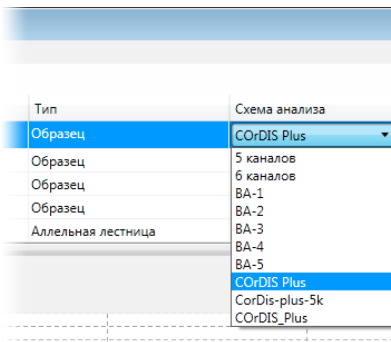 Тип Схема анализа
Образец COrDIS Plus
Образец
Образец
Образец
Аллельная лестница
5 каналов
6 каналов
BA-1
BA-2
BA-3
BA-4
BA-5
COrDIS Plus
CorDis-plus-5k
COrDIS_Plus